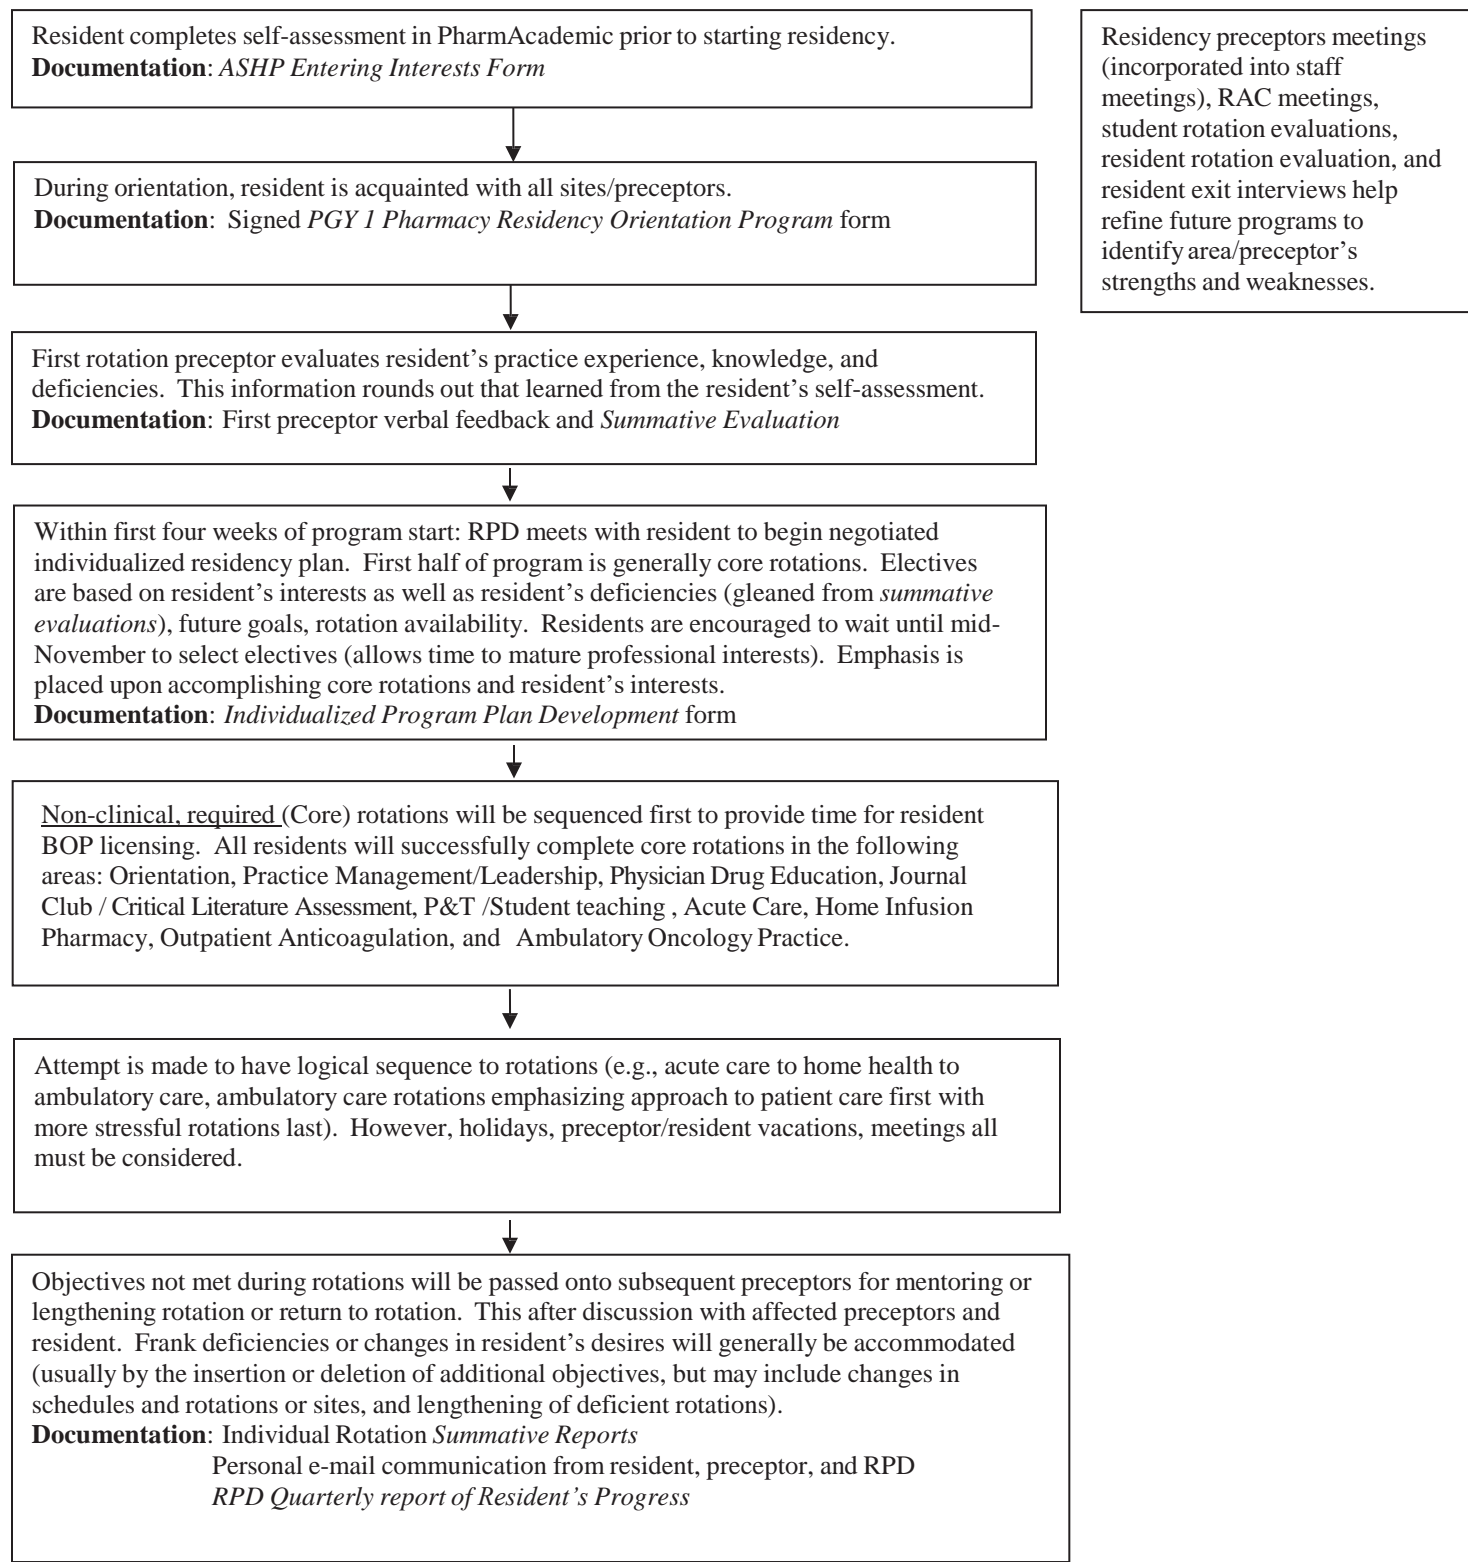 Resident completes self-assessment in PharmAcademic prior to starting residency.
Documentation: ASHP Entering Interests Form
During orientation, resident is acquainted with all sites/preceptors.
Documentation:  Signed PGY 1 Pharmacy Residency Orientation Program form
First rotation preceptor evaluates resident’s practice experience, knowledge, and
deficiencies.  This information rounds out that learned from the resident’s self-assessment.
Documentation: First preceptor verbal feedback and Summative Evaluation
Within first four weeks of program start: RPD meets with resident to begin negotiated
individualized residency plan.  First half of program is generally core rotations.  Electives
are based on resident’s interests as well as resident’s deficiencies (gleaned from summative
evaluations), future goals, rotation availability.  Residents are encouraged to wait until mid-
November to select electives (allows time to mature professional interests).  Emphasis is
placed upon accomplishing core rotations and resident’s interests.
Documentation: Individualized Program Plan Development form
Non-clinical, required (Core) rotations will be sequenced first to provide time for resident
BOP licensing.  All residents will successfully complete core rotations in the following
areas: Orientation, Practice Management/Leadership, Physician Drug Education, Journal
Club / Critical Literature Assessment, P&T /Student teaching , Acute Care, Home Infusion
Pharmacy, Outpatient Anticoagulation, and  Ambulatory Oncology Practice.
Attempt is made to have logical sequence to rotations (e.g., acute care to home health to
ambulatory care, ambulatory care rotations emphasizing approach to patient care first with
more stressful rotations last).  However, holidays, preceptor/resident vacations, meetings all
must be considered.
Objectives not met during rotations will be passed onto subsequent preceptors for mentoring or
lengthening rotation or return to rotation.  This after discussion with affected preceptors and
resident.  Frank deficiencies or changes in resident’s desires will generally be accommodated
(usually by the insertion or deletion of additional objectives, but may include changes in
schedules and rotations or sites, and lengthening of deficient rotations).
Documentation: Individual Rotation Summative Reports
Personal e-mail communication from resident, preceptor, and RPD
RPD Quarterly report of Resident’s Progress
Residency preceptors meetings
(incorporated into staff
meetings), RAC meetings,
student rotation evaluations,
resident rotation evaluation, and
resident exit interviews help
refine future programs to
identify area/preceptor’s
strengths and weaknesses.